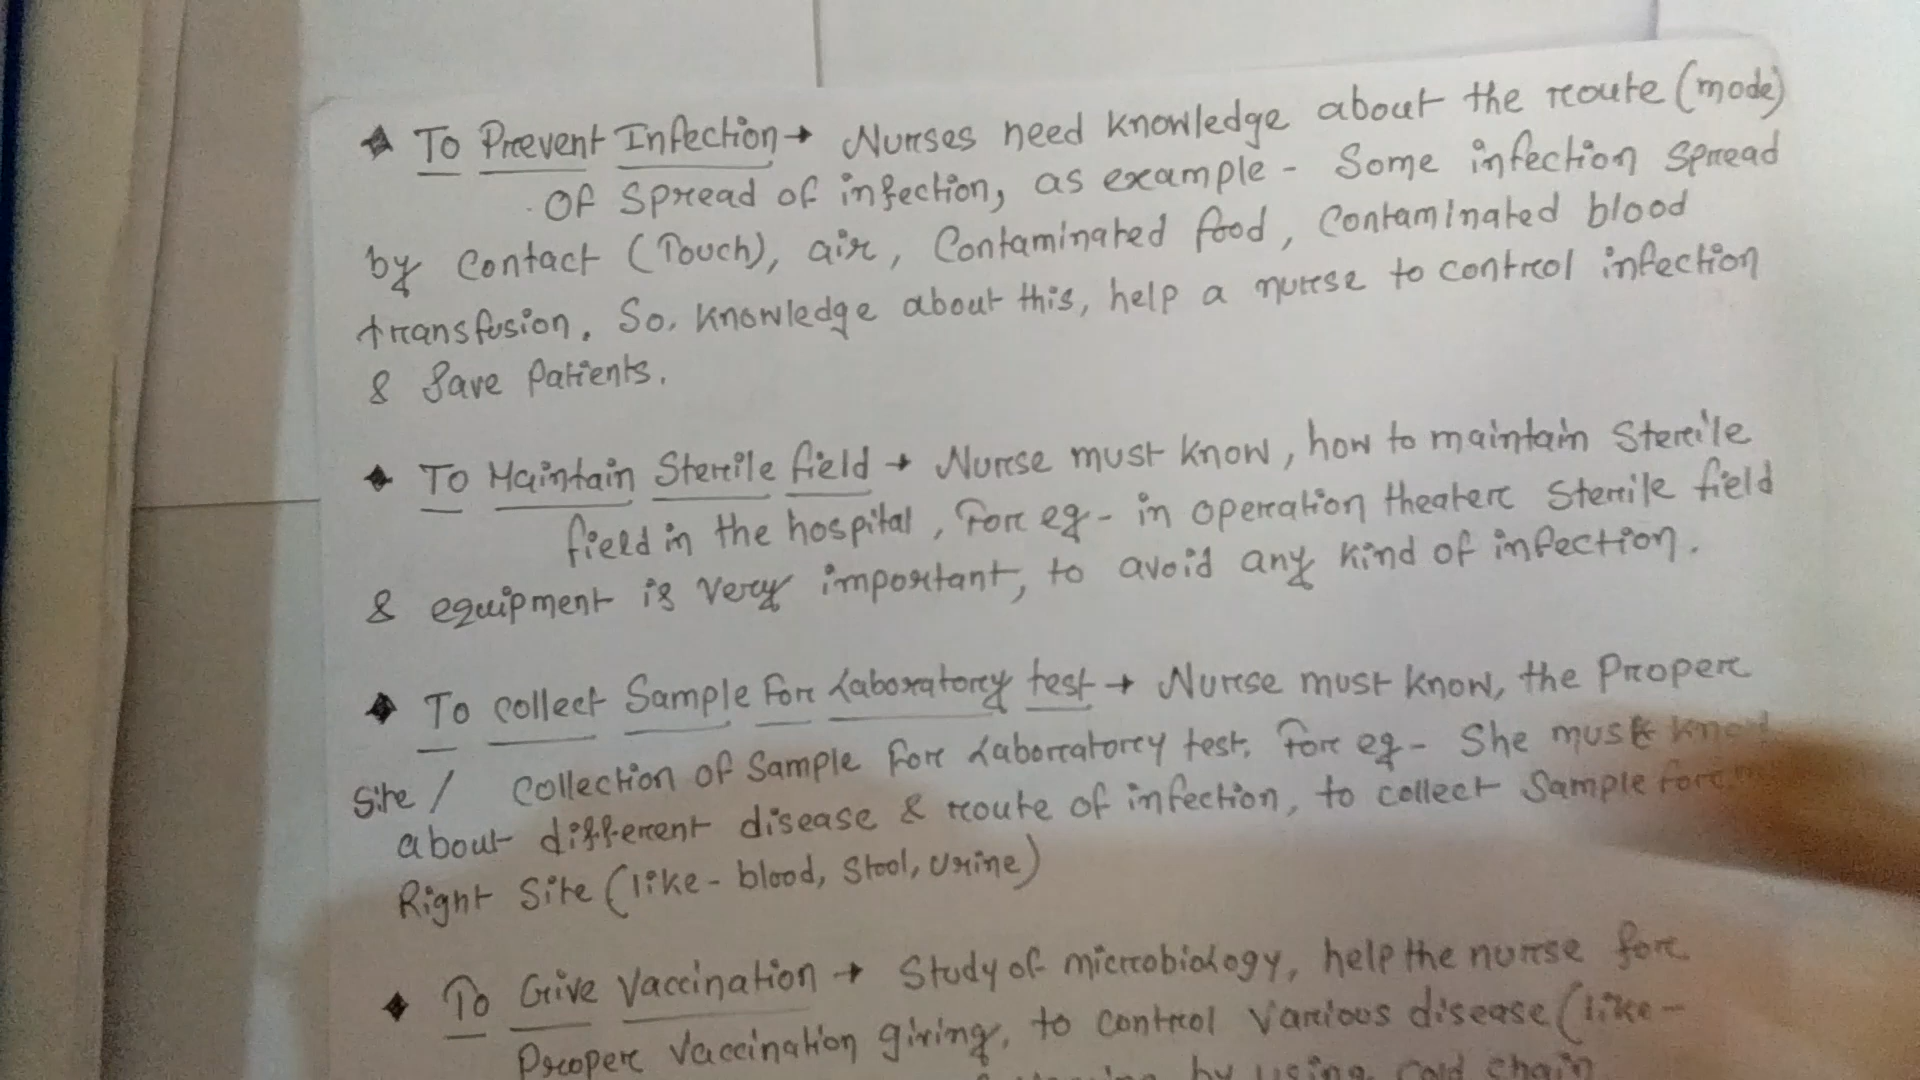 To Prevent Infection → Nurses need knowledge about the route (mode)
of spread of infection, as example - Some infection spread
by contact (Touch), air, Contaminated food, Contaminated blood
transfusion. So, knowledge about this, help a nurse to control infection
& Save Patients.
To Maintain Sterile field → Nurse must know, how to maintain Sterile
field in the hospital, For eg - in operation theater Sterile field
& equipment is very important, to avoid any kind of infection.
To collect Sample For Laboratory test → Nurse must know, the Proper
Site / Collection of Sample for Laboratory test. For eg - She must know
about different disease & route of infection, to collect Sample for
Right Site (like - blood, Stool, Urine)
To Give Vaccination → Study of microbiology, help the nurse for
Proper Vaccination giving, to control various disease (like -
by using cold chain